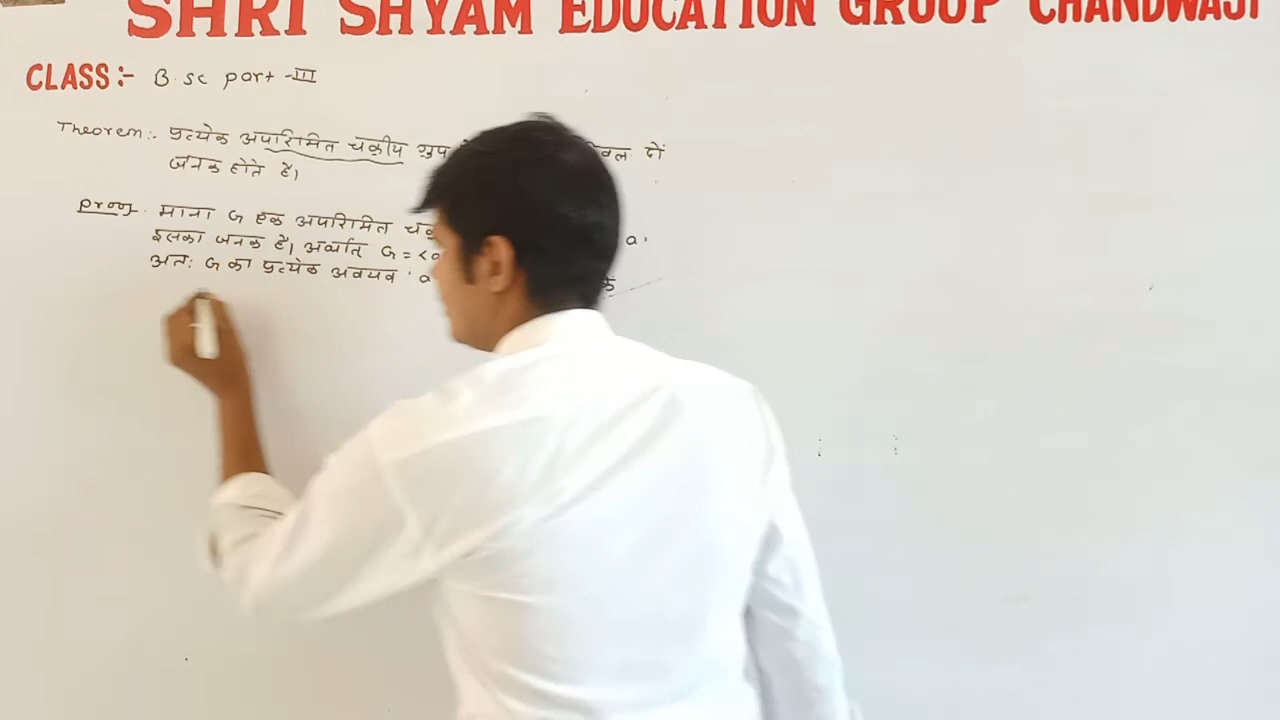 SHRI SHYAM EDUCATION GROUP CHANDWAJI
CLASS:- B.sc part-III
Theorem:- प्रत्येक अपरिमित चक्रीय ग्रुप दो
जनक होते है।
proof. माना G एक अपरिमित
इसका जनक है। अर्थात G = <a a'
अतः G का प्रत्येक अवयव 'a के